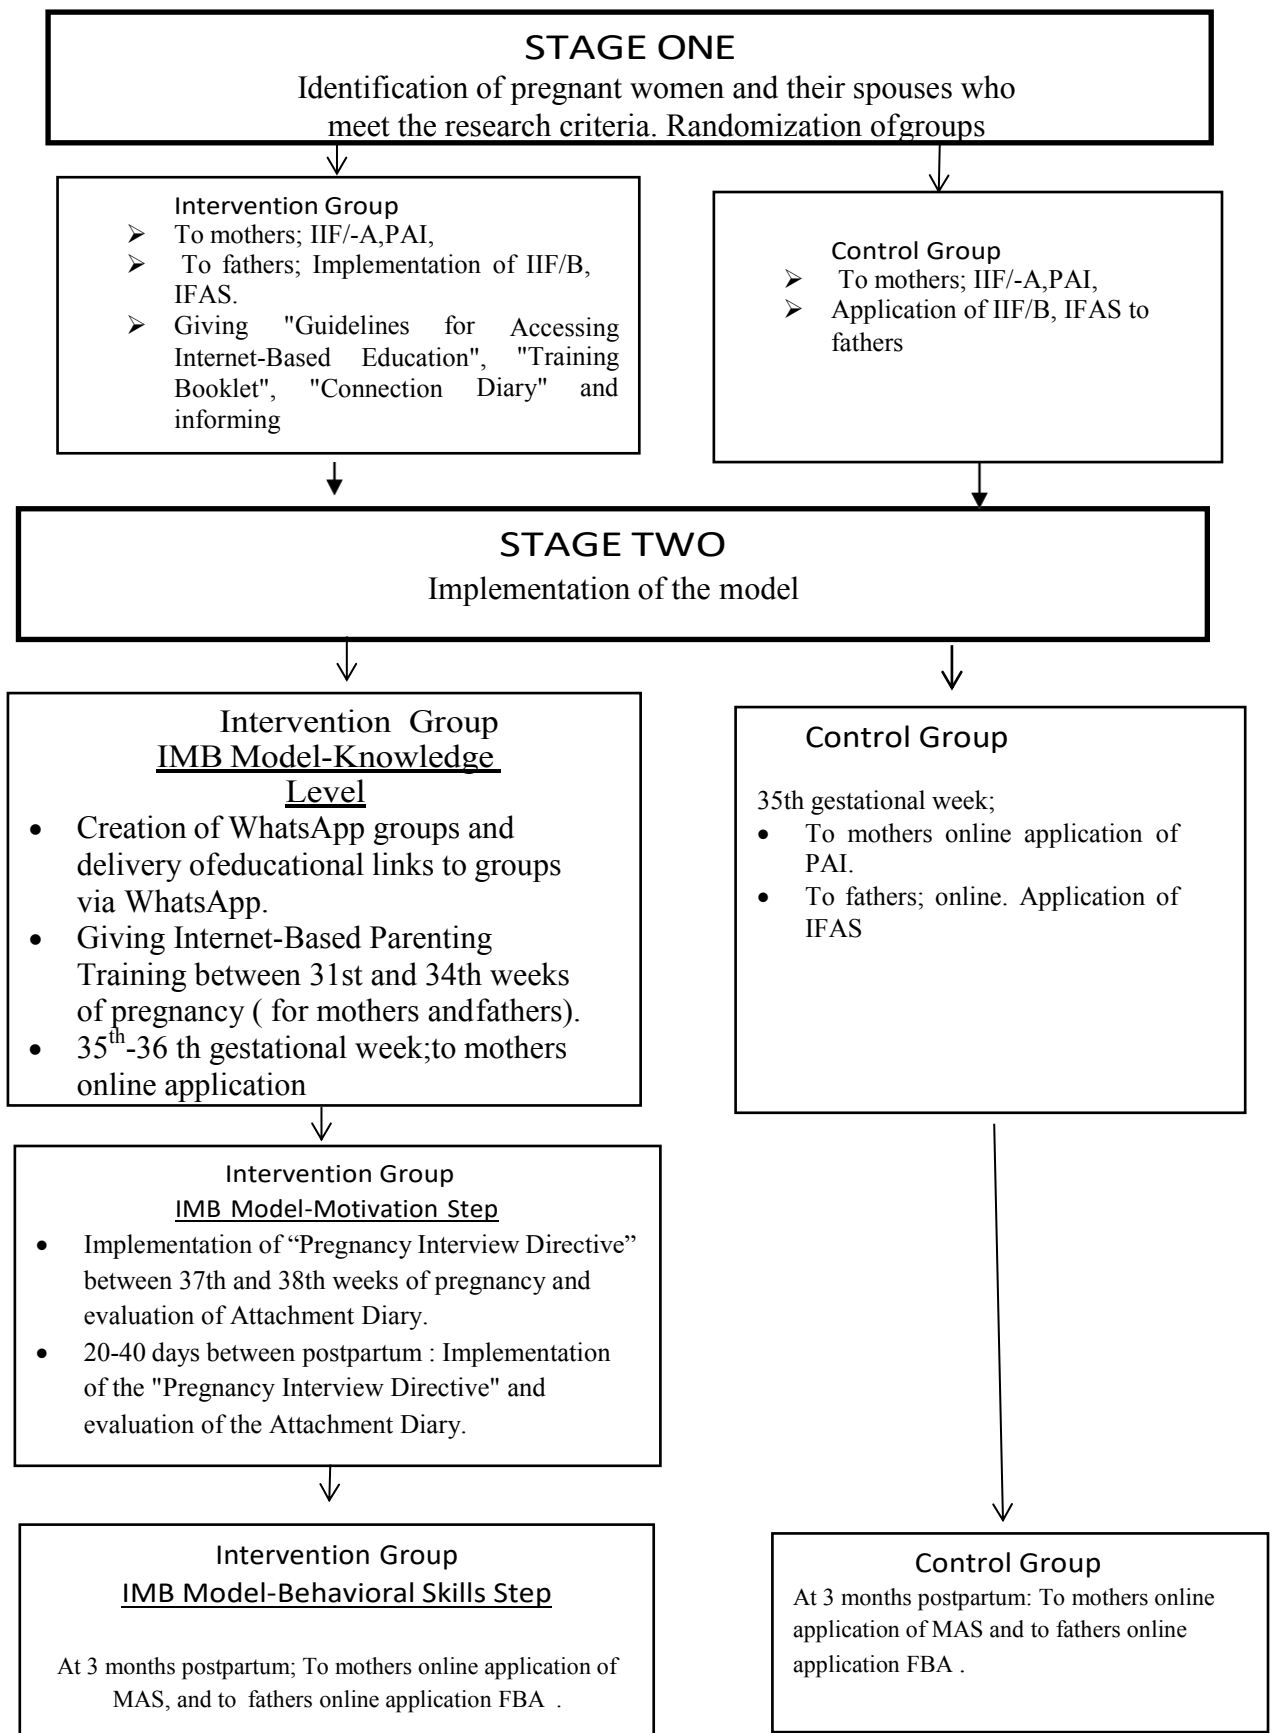 STAGE ONE
Identification of pregnant women and their spouses who
meet the research criteria. Randomization ofgroups
Intervention Group
➢ To mothers; IIF/-A,PAI,
➢ To fathers; Implementation of IIF/B,
IFAS.
➢ Giving "Guidelines for Accessing
Internet-Based Education", "Training
Booklet", "Connection Diary" and
informing
Control Group
➢ To mothers; IIF/-A,PAI,
➢ Application of IIF/B, IFAS to
fathers
STAGE TWO
Implementation of the model
Intervention Group
IMB Model-Knowledge
Level
• Creation of WhatsApp groups and
delivery ofeducational links to groups
via WhatsApp.
• Giving Internet-Based Parenting
Training between 31st and 34th weeks
of pregnancy ( for mothers andfathers).
• 35th-36 th gestational week;to mothers
online application
Control Group
35th gestational week;
• To mothers online application of
PAI.
• To fathers; online. Application of
IFAS
Intervention Group
IMB Model-Motivation Step
• Implementation of “Pregnancy Interview Directive”
between 37th and 38th weeks of pregnancy and
evaluation of Attachment Diary.
• 20-40 days between postpartum : Implementation
of the "Pregnancy Interview Directive" and
evaluation of the Attachment Diary.
Intervention Group
IMB Model-Behavioral Skills Step
At 3 months postpartum; To mothers online application of
MAS, and to fathers online application FBA .
Control Group
At 3 months postpartum: To mothers online
application of MAS and to fathers online
application FBA .